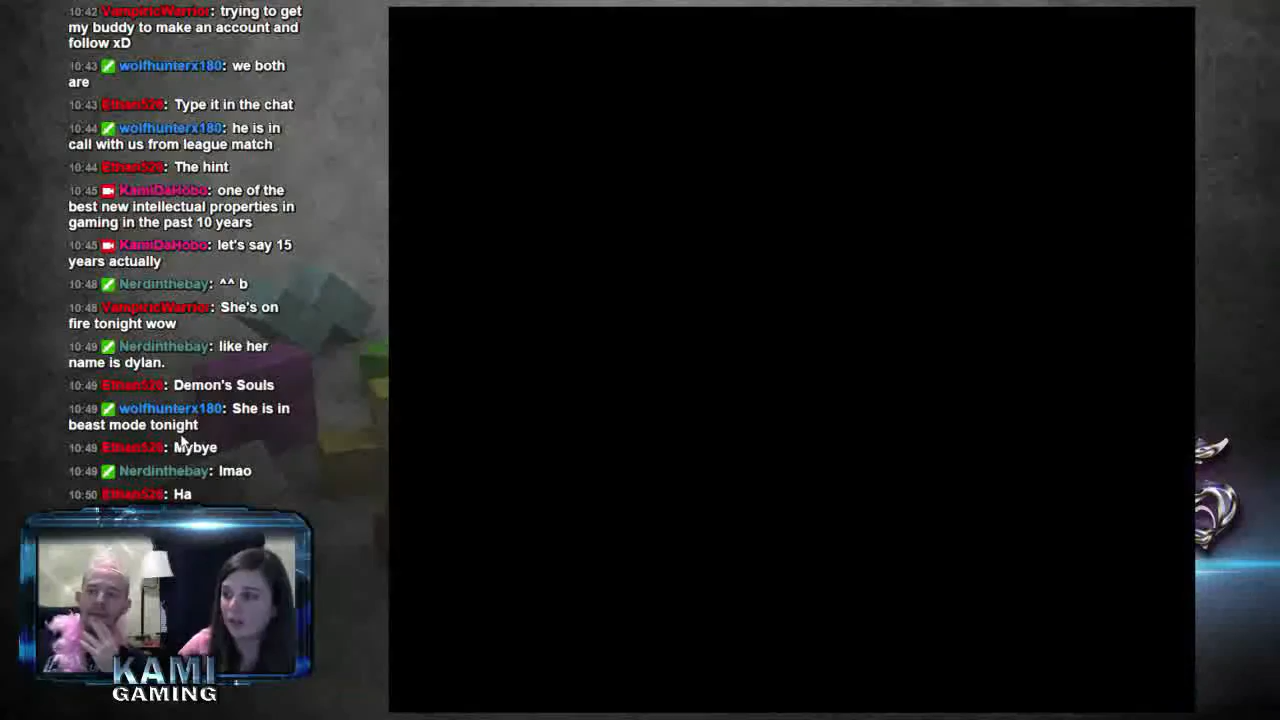 10:42 VampiricWarrior: trying to get
my buddy to make an account and
follow xD
10:43 wolfhunterx180: we both
are
10:43 Ethan526: Type it in the chat
10:44 wolfhunterx180: he is in
call with us from league match
10:44 Ethan526: The hint
10:45 KamiDaHobo: one of the
best new intellectual properties in
gaming in the past 10 years
10:45 KamiDaHobo: let's say 15
years actually
10:48 Nerdinthebay: ^^ b
10:48 VampiricWarrior: She's on
fire tonight wow
10:49 Nerdinthebay: like her
name is dylan.
10:49 Ethan526: Demon's Souls
10:49 wolfhunterx180: She is in
beast mode tonight
10:49 Ethan526: Mybye
10:49 Nerdinthebay: lmao
10:50 Ethan526: Ha
KAMI
GAMING